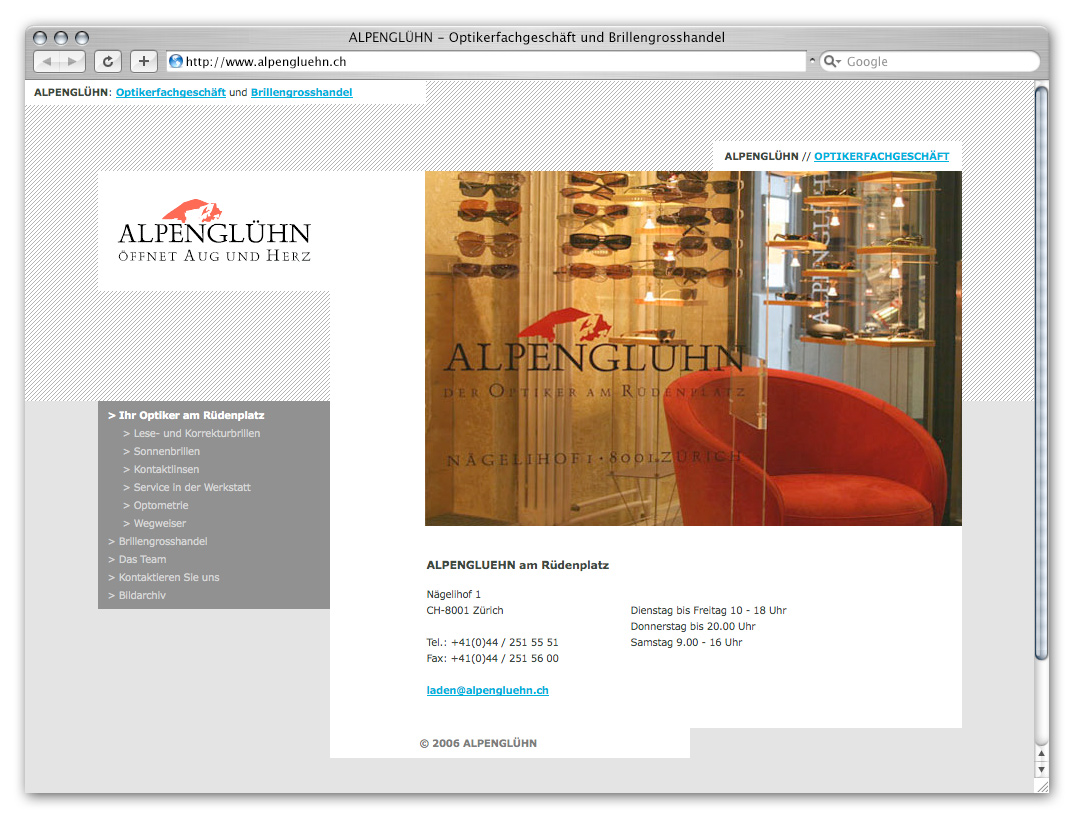 ALPENGLÜHN – Optikerfachgeschäft und Brillengrosshandel
http://www.alpengluehn.ch
Google
ALPENGLÜHN: Optikerfachgeschäft und Brillengrosshandel
ALPENGLÜHN // OPTIKERFACHGESCHÄFT
ALPENGLÜHN
ÖFFNET AUG UND HERZ
ALPENGLÜHN
DER OPTIKER AM RÜDENPLATZ
NÄGELIHOF 1 · 8001 ZÜRICH
> Ihr Optiker am Rüdenplatz
> Lese- und Korrekturbrillen
> Sonnenbrillen
> Kontaktlinsen
> Service in der Werkstatt
> Optometrie
> Wegweiser
> Brillengrosshandel
> Das Team
> Kontaktieren Sie uns
> Bildarchiv
ALPENGLUEHN am Rüdenplatz
Nägelihof 1
CH-8001 Zürich
Tel.: +41(0)44 / 251 55 51
Fax: +41(0)44 / 251 56 00
laden@alpengluehn.ch
Dienstag bis Freitag 10 - 18 Uhr
Donnerstag bis 20.00 Uhr
Samstag 9.00 - 16 Uhr
© 2006 ALPENGLÜHN